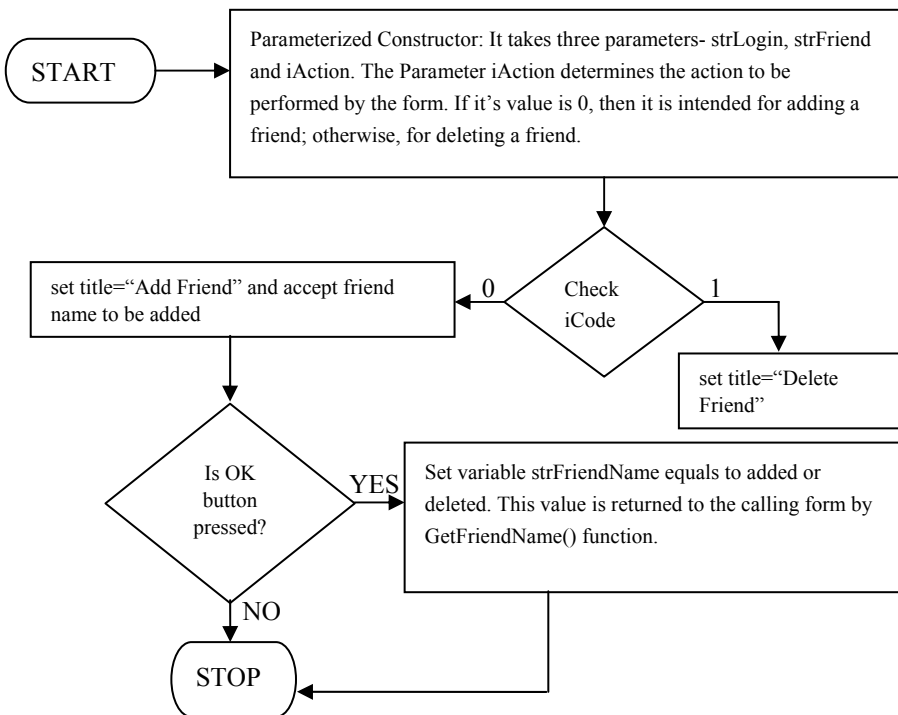 START
Parameterized Constructor: It takes three parameters- strLogin, strFriend
and iAction. The Parameter iAction determines the action to be
performed by the form. If it’s value is 0, then it is intended for adding a
friend; otherwise, for deleting a friend.
set title=“Add Friend” and accept friend
name to be added
0
Check
iCode
1
set title=“Delete
Friend”
Is OK
button
pressed?
YES
Set variable strFriendName equals to added or
deleted. This value is returned to the calling form by
GetFriendName() function.
NO
STOP